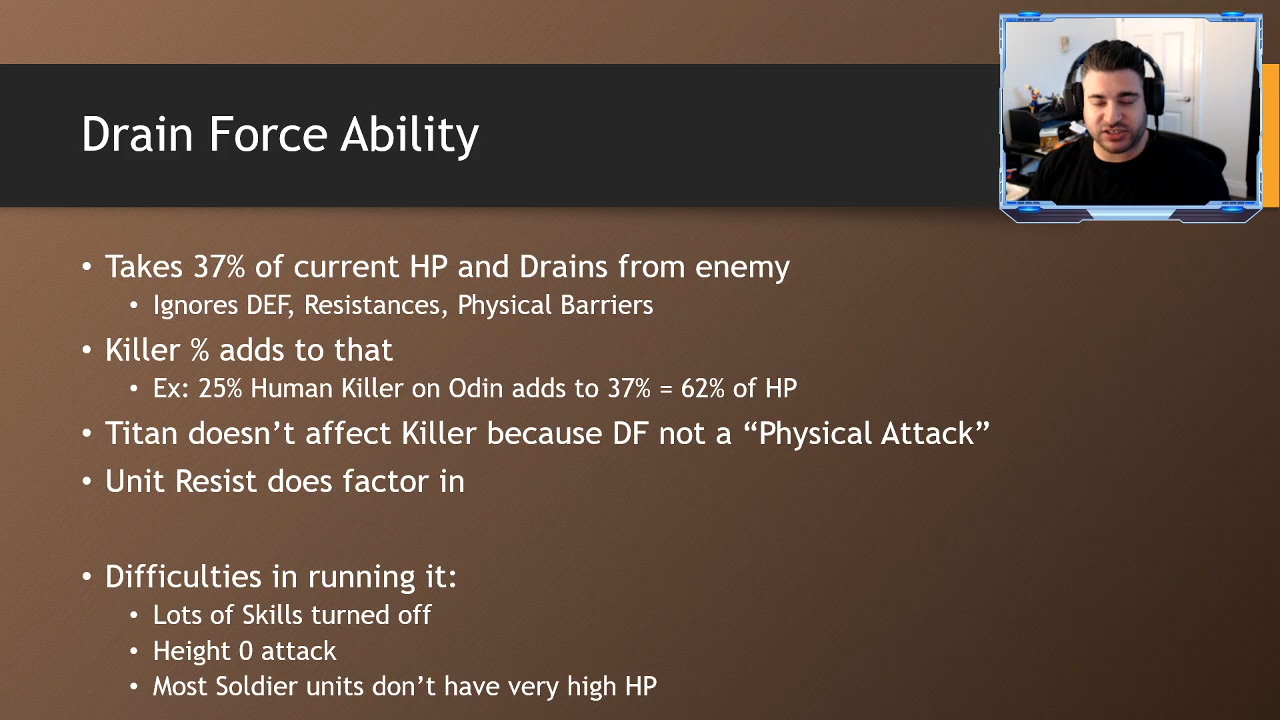 Drain Force Ability
• Takes 37% of current HP and Drains from enemy
• Ignores DEF, Resistances, Physical Barriers
• Killer % adds to that
• Ex: 25% Human Killer on Odin adds to 37% = 62% of HP
• Titan doesn’t affect Killer because DF not a “Physical Attack”
• Unit Resist does factor in
• Difficulties in running it:
• Lots of Skills turned off
• Height 0 attack
• Most Soldier units don’t have very high HP